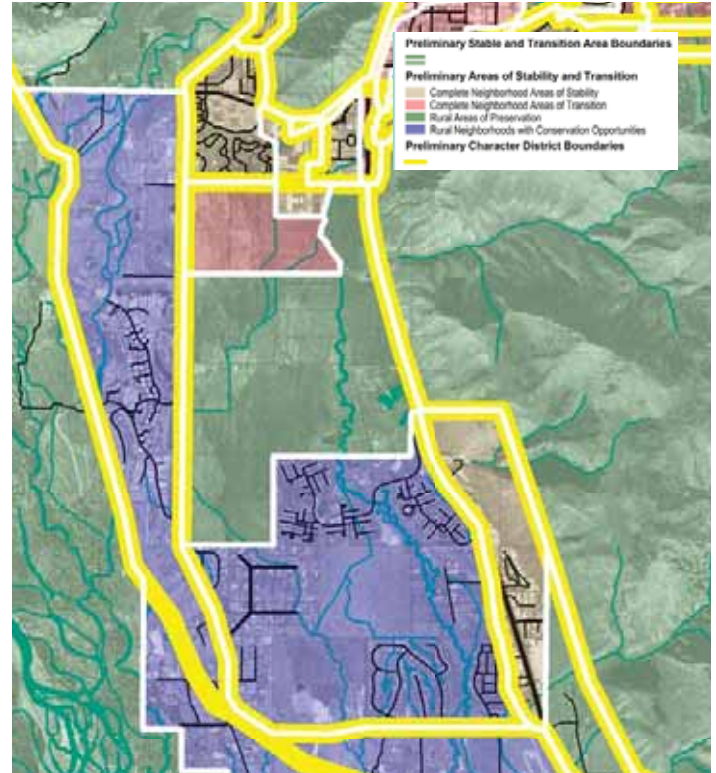 Preliminary Stable and Transition Area Boundaries
Preliminary Areas of Stability and Transition
Complete Neighborhood Areas of Stability
Complete Neighborhood Areas of Transition
Rural Areas of Preservation
Rural Neighborhoods with Conservation Opportunities
Preliminary Character District Boundaries